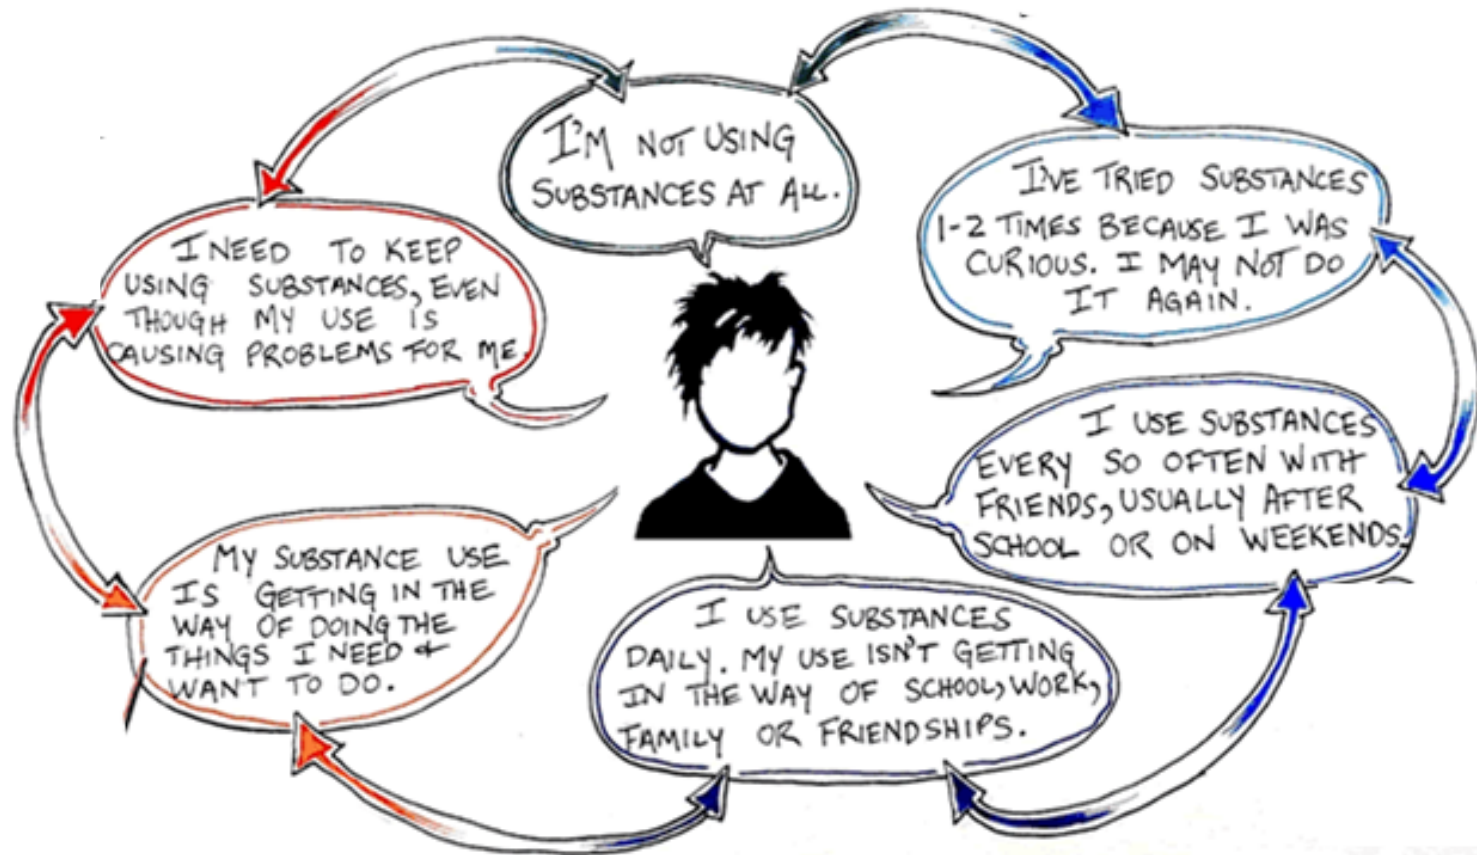 I'M NOT USING
SUBSTANCES AT ALL.
I'VE TRIED SUBSTANCES
1-2 TIMES BECAUSE I WAS
CURIOUS. I MAY NOT DO
IT AGAIN.
I USE SUBSTANCES
EVERY SO OFTEN WITH
FRIENDS, USUALLY AFTER
SCHOOL OR ON WEEKENDS.
I USE SUBSTANCES
DAILY. MY USE ISN'T GETTING
IN THE WAY OF SCHOOL, WORK,
FAMILY OR FRIENDSHIPS.
MY SUBSTANCE USE
IS GETTING IN THE
WAY OF DOING THE
THINGS I NEED &
WANT TO DO.
I NEED TO KEEP
USING SUBSTANCES, EVEN
THOUGH MY USE IS
CAUSING PROBLEMS FOR ME.